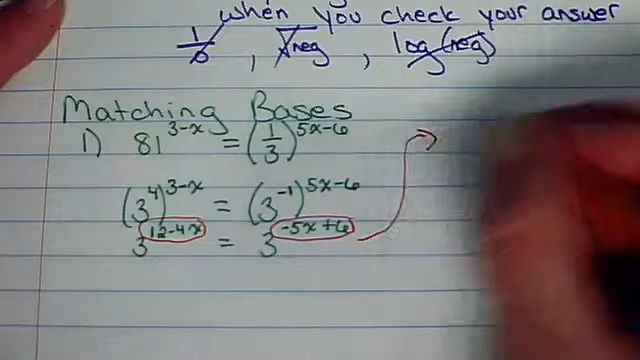 when you check your answer
1/0 , √neg , log(neg)
Matching Bases
1) 81^(3-x) = (1/3)^(5x-6)
(3^4)^(3-x) = (3^-1)^(5x-6)
3^(12-4x) = 3^(-5x+6)